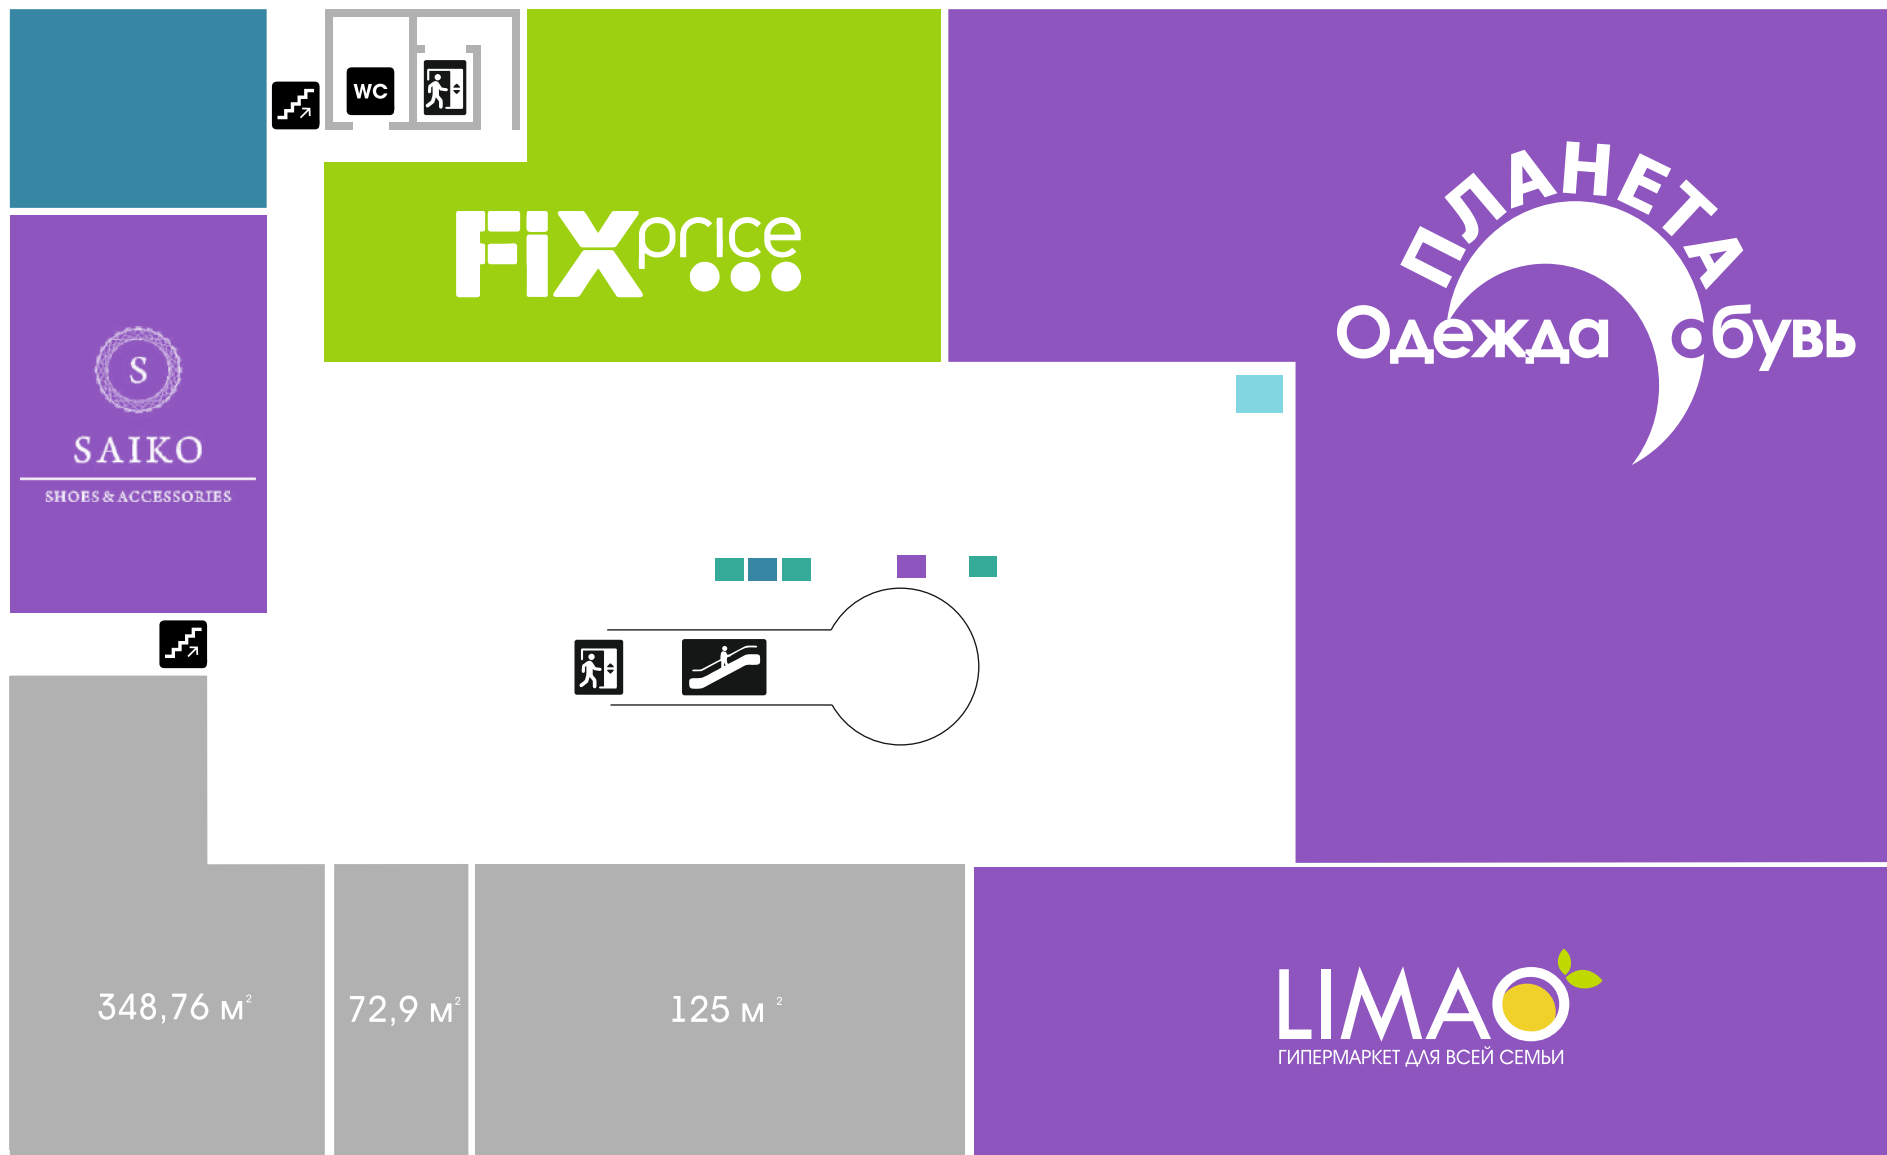 WC
FiX price
ПЛАНЕТА
Одежда обувь
S
SAIKO
SHOES & ACCESSORIES
348,76 м²
72,9 м²
125 м ²
LIMAO
ГИПЕРМАРКЕТ ДЛЯ ВСЕЙ СЕМЬИ